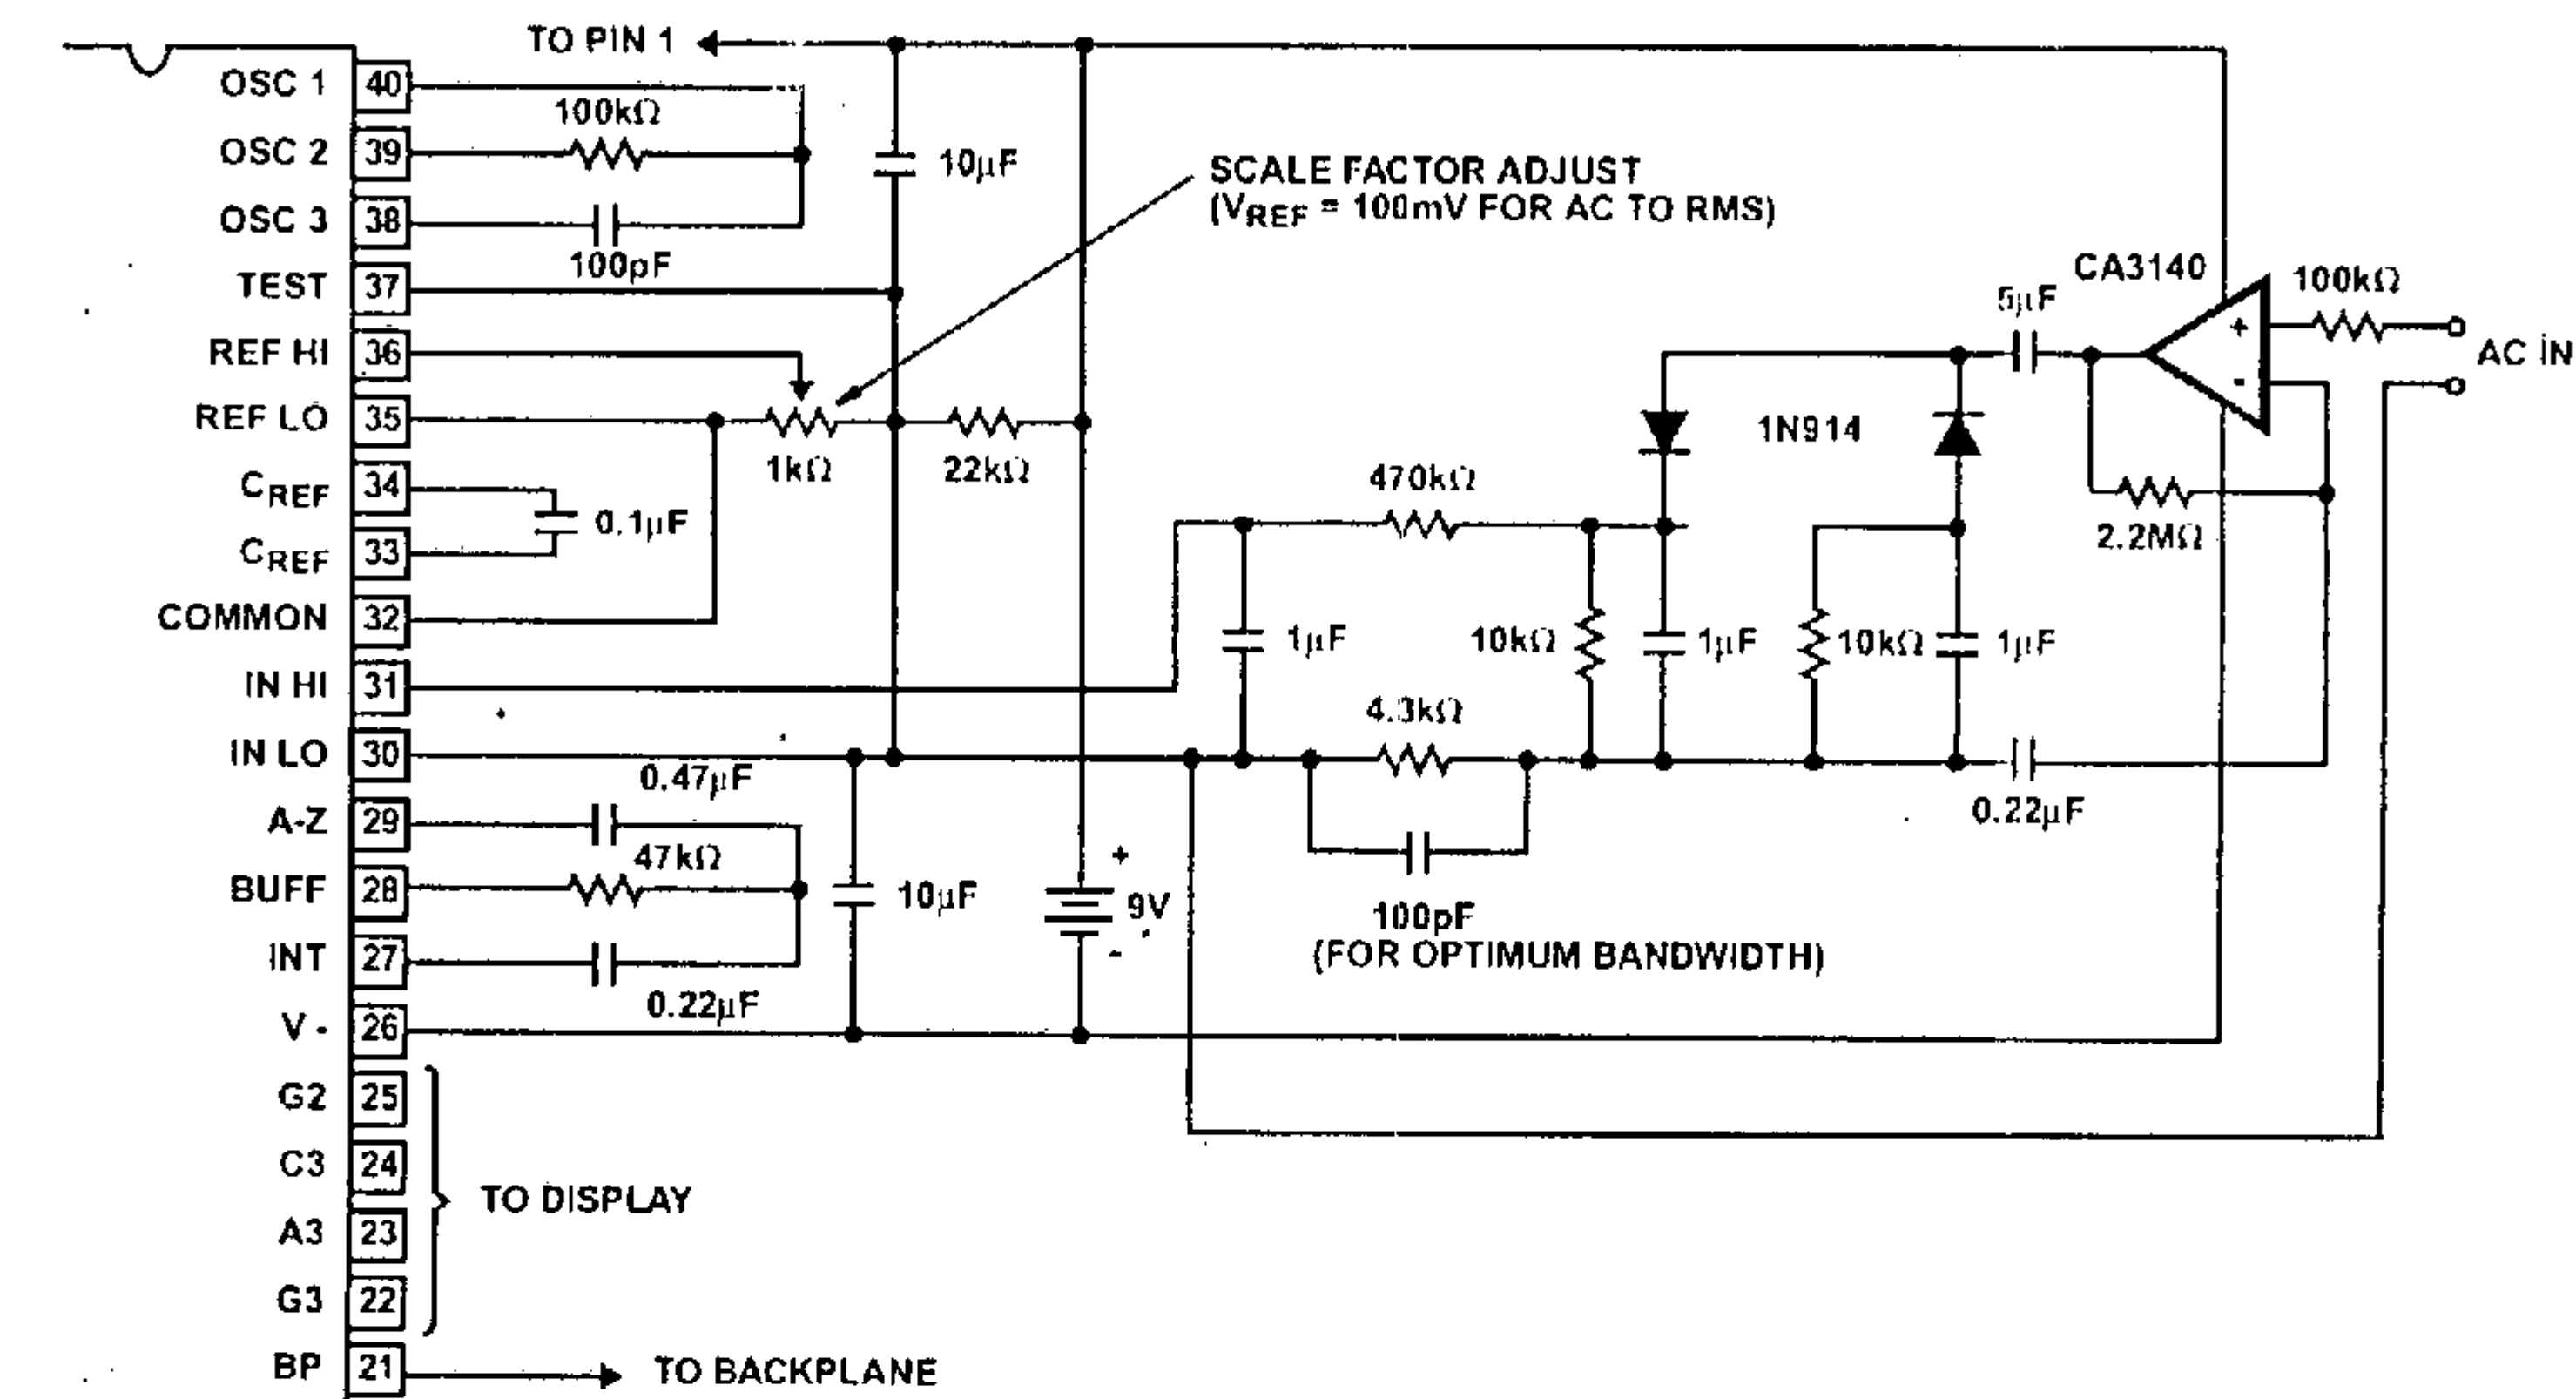 TO PIN 1
OSC 1 40
100kΩ
OSC 2 39
10μF
OSC 3 38
100pF
SCALE FACTOR ADJUST
(VREF = 100mV FOR AC TO RMS)
TEST 37
CA3140
100kΩ
5μF
+
-
AC IN
REF HI 36
REF LO 35
1kΩ
22kΩ
1N914
470kΩ
2.2MΩ
CREF 34
0.1μF
CREF 33
COMMON 32
1μF
10kΩ
1μF
10kΩ
1μF
IN HI 31
4.3kΩ
IN LO 30
0.47μF
0.22μF
A-Z 29
47kΩ
BUFF 28
10μF
+
9V
-
100pF
(FOR OPTIMUM BANDWIDTH)
INT 27
0.22μF
V - 26
G2 25
C3 24
TO DISPLAY
A3 23
G3 22
BP 21
TO BACKPLANE